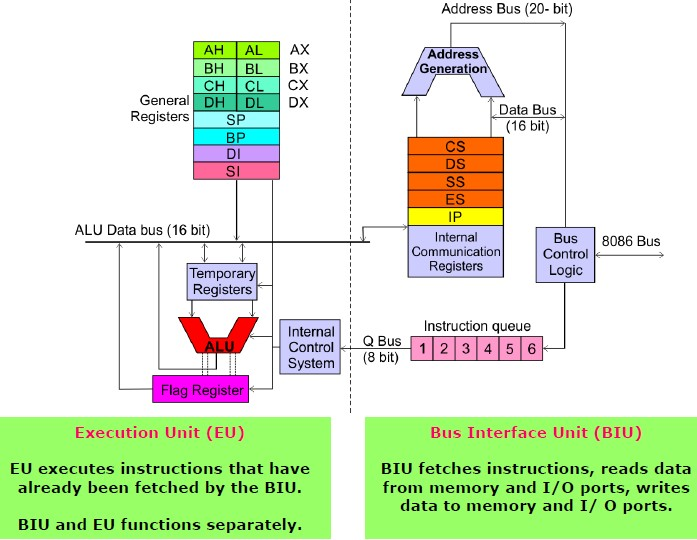 Address Bus (20- bit)
AH AL AX
BH BL BX
CH CL CX
DH DL DX
General
Registers
SP
BP
DI
SI
ALU Data bus (16 bit)
Temporary
Registers
ALU
Flag Register
Internal
Control
System
Address
Generation
Data Bus
(16 bit)
CS
DS
SS
ES
IP
Internal
Communication
Registers
Bus
Control
Logic
8086 Bus
Instruction queue
Q Bus
(8 bit)
1 2 3 4 5 6
Execution Unit (EU)
EU executes instructions that have
already been fetched by the BIU.
BIU and EU functions separately.
Bus Interface Unit (BIU)
BIU fetches instructions, reads data
from memory and I/O ports, writes
data to memory and I/ O ports.